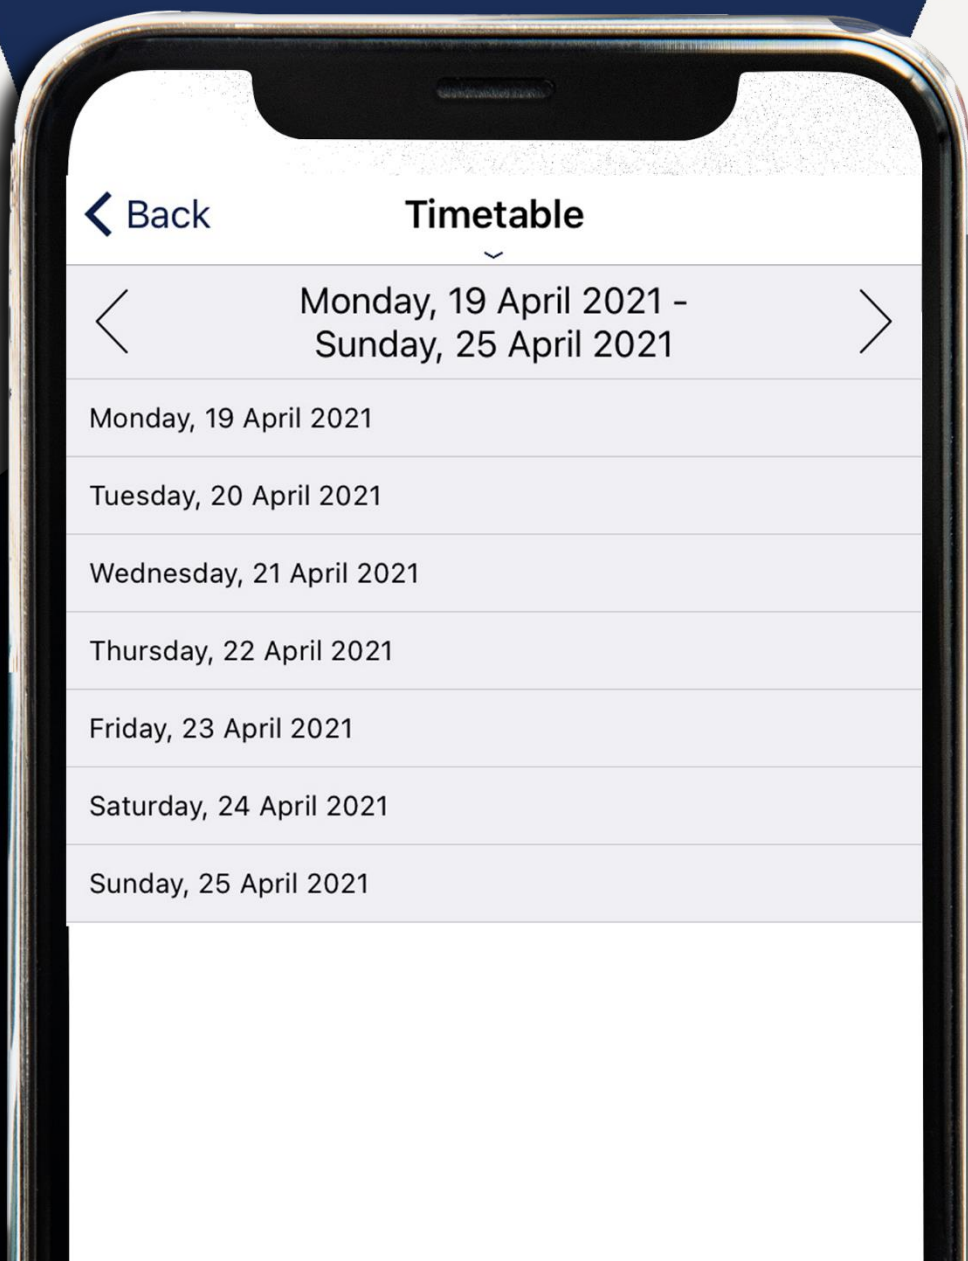 Back
Timetable
Monday, 19 April 2021 -
Sunday, 25 April 2021
Monday, 19 April 2021
Tuesday, 20 April 2021
Wednesday, 21 April 2021
Thursday, 22 April 2021
Friday, 23 April 2021
Saturday, 24 April 2021
Sunday, 25 April 2021